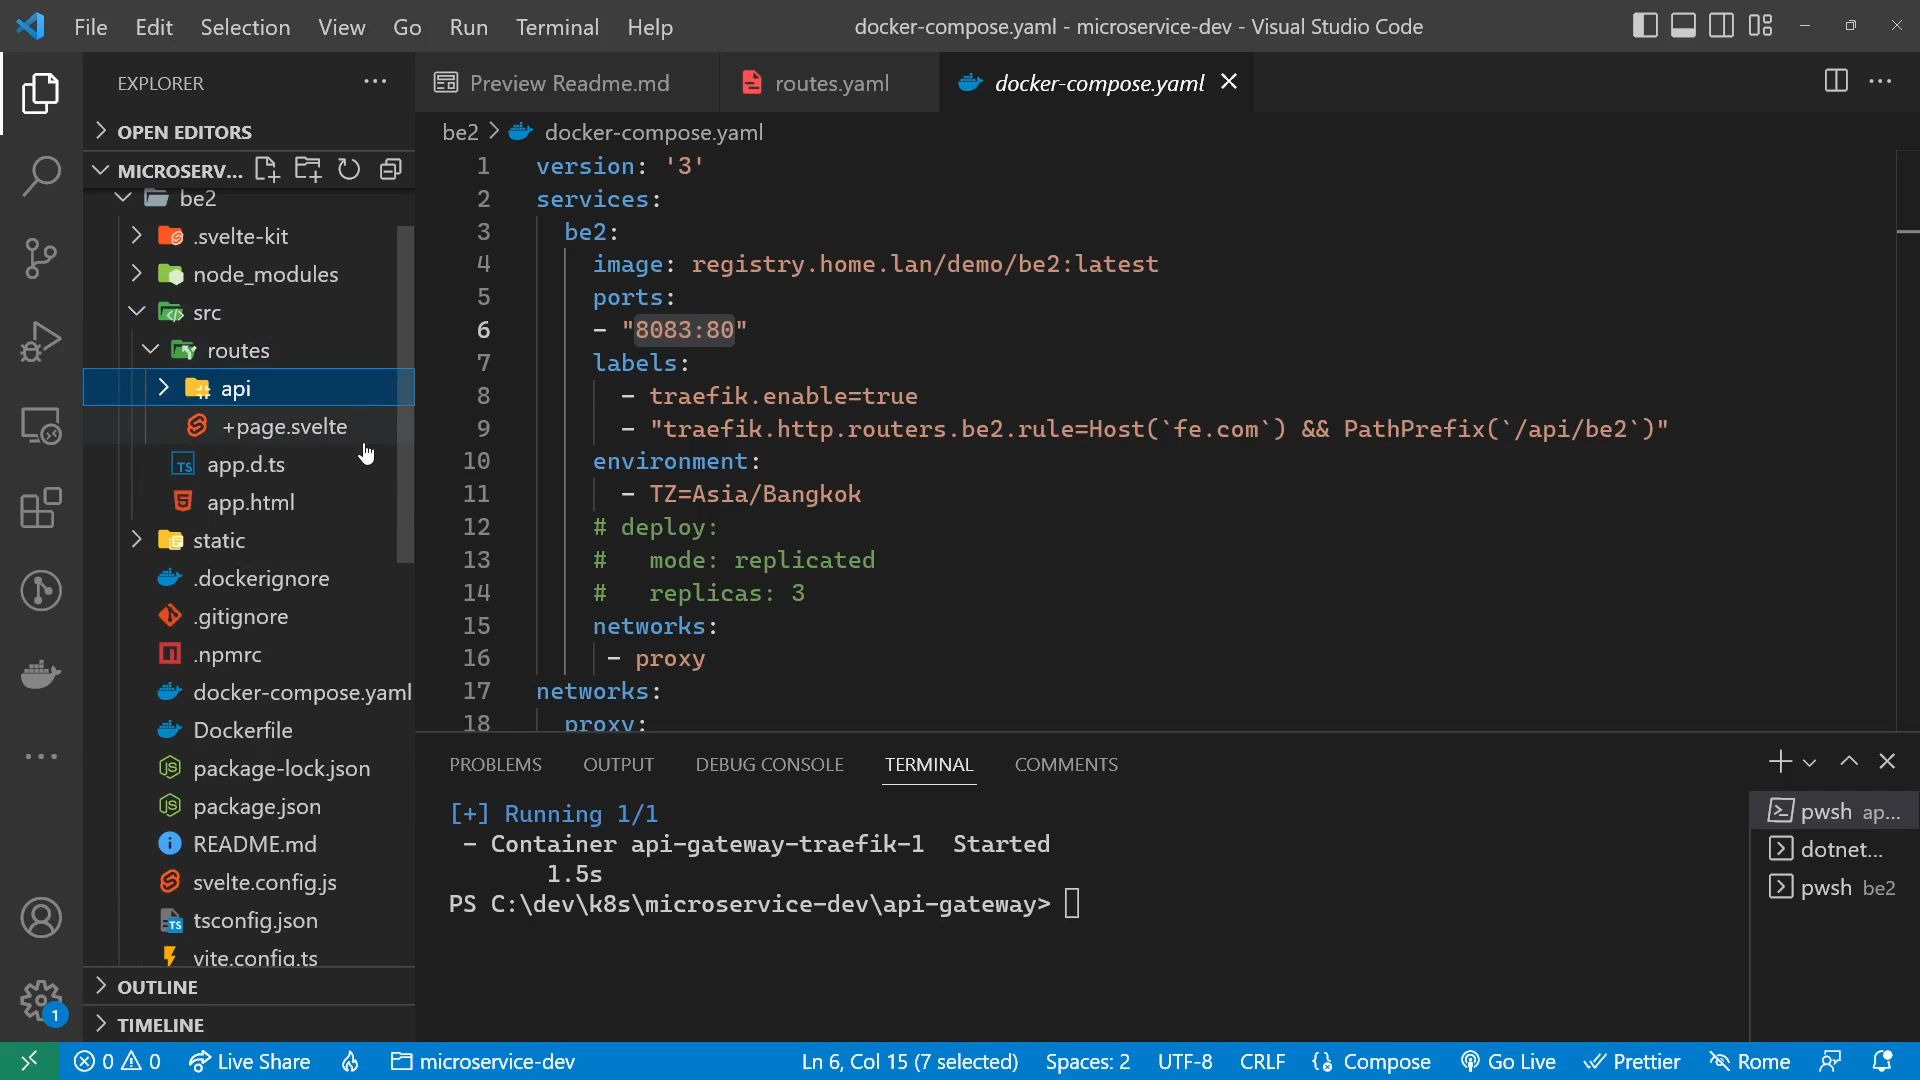 File Edit Selection View Go Run Terminal Help
docker-compose.yaml - microservice-dev - Visual Studio Code
EXPLORER
OPEN EDITORS
MICROSERV...
be2
.svelte-kit
node_modules
src
routes
api
+page.svelte
app.d.ts
app.html
static
.dockerignore
.gitignore
.npmrc
docker-compose.yaml
Dockerfile
package-lock.json
package.json
README.md
svelte.config.js
tsconfig.json
vite.config.ts
OUTLINE
TIMELINE
Preview Readme.md
routes.yaml
docker-compose.yaml
be2 > docker-compose.yaml
1 version: '3'
2 services:
3 be2:
4 image: registry.home.lan/demo/be2:latest
5 ports:
6 - "8083:80"
7 labels:
8 - traefik.enable=true
9 - "traefik.http.routers.be2.rule=Host(`fe.com`) && PathPrefix(`/api/be2`)"
10 environment:
11 - TZ=Asia/Bangkok
12 # deploy:
13 #   mode: replicated
14 #   replicas: 3
15 networks:
16 - proxy
17 networks:
18 proxy:
PROBLEMS OUTPUT DEBUG CONSOLE TERMINAL COMMENTS
[+] Running 1/1
- Container api-gateway-traefik-1  Started
1.5s
PS C:\dev\k8s\microservice-dev\api-gateway>
pwsh ap...
dotnet...
pwsh be2
1
0 0 Live Share microservice-dev
Ln 6, Col 15 (7 selected) Spaces: 2 UTF-8 CRLF Compose Go Live Prettier Rome